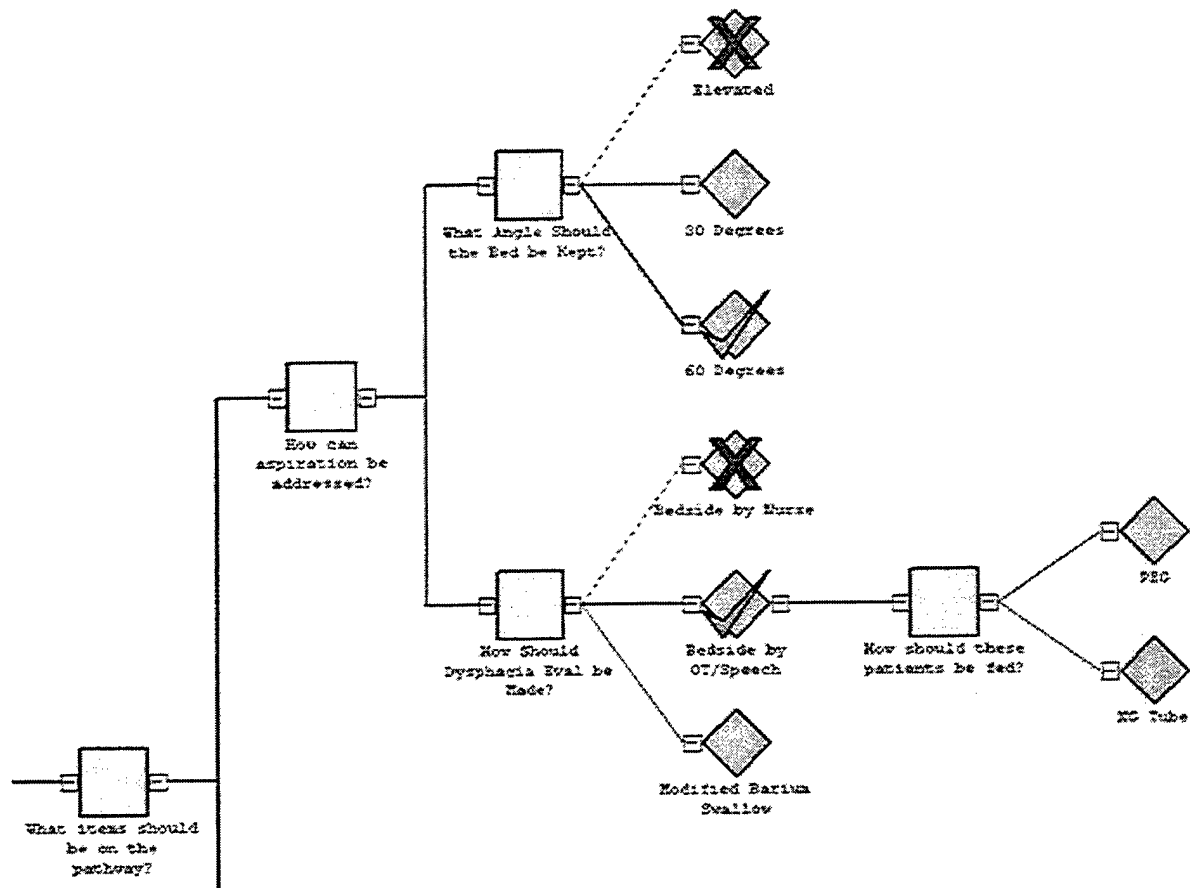 Elevated
What Angle Should
the Bed be Kept?
30 Degrees
60 Degrees
How can
aspiration be
addressed?
Bedside by Nurse
How Should
Dysphagia Eval be
Made?
Bedside by
OT/Speech
How should these
patients be fed?
PEG
NG Tube
Modified Barium
Swallow
What items should
be on the
pathway?